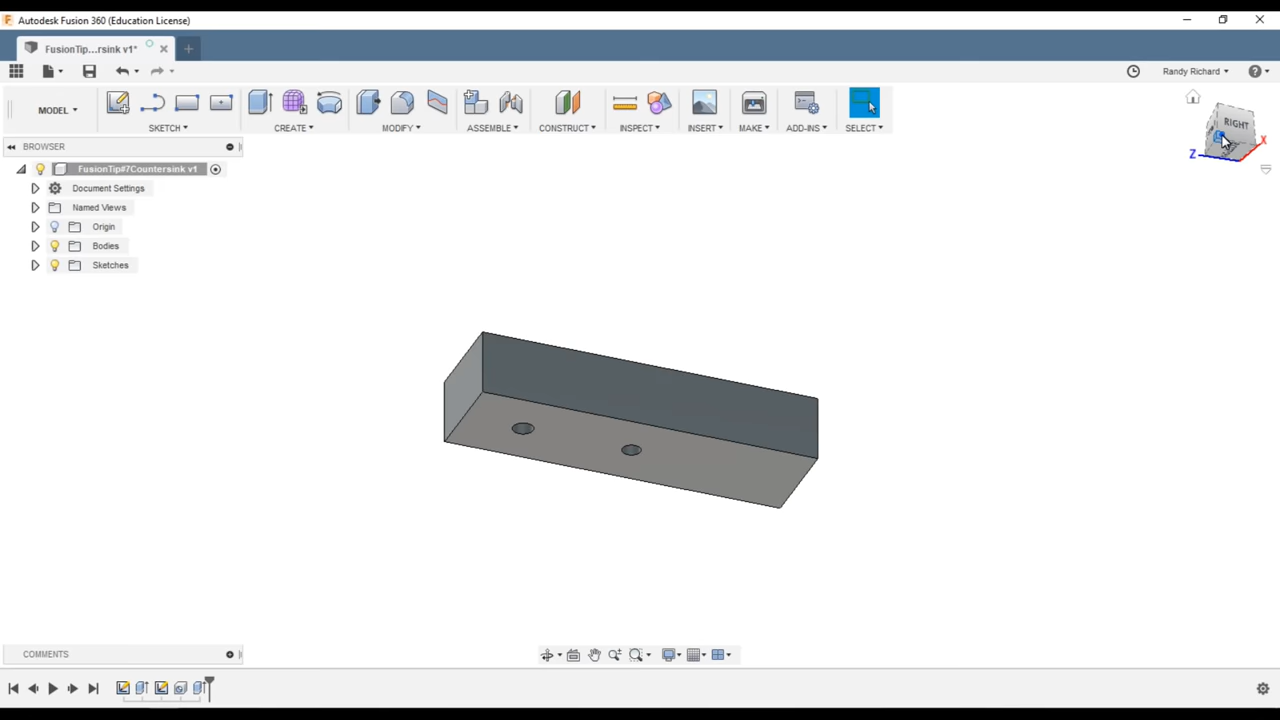 Autodesk Fusion 360 (Education License)
FusionTip...rsink v1*
Randy Richard
MODEL
SKETCH
CREATE
MODIFY
ASSEMBLE
CONSTRUCT
INSPECT
INSERT
MAKE
ADD-INS
SELECT
RIGHT
X
Z
BROWSER
FusionTip#7Countersink v1
Document Settings
Named Views
Origin
Bodies
Sketches
COMMENTS